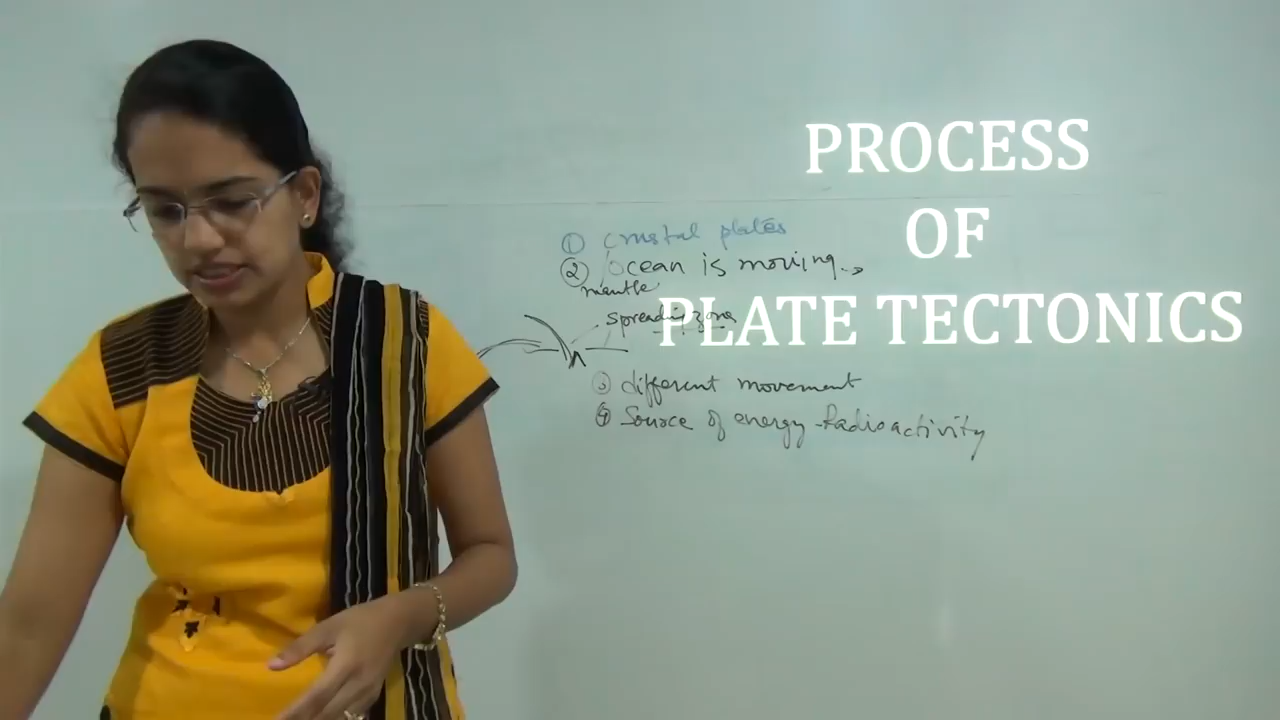 PROCESS
OF
PLATE TECTONICS
① crustal plates
② ocean is moving..
mantle
spreading zone
③ different movement
④ Source of energy - Radioactivity